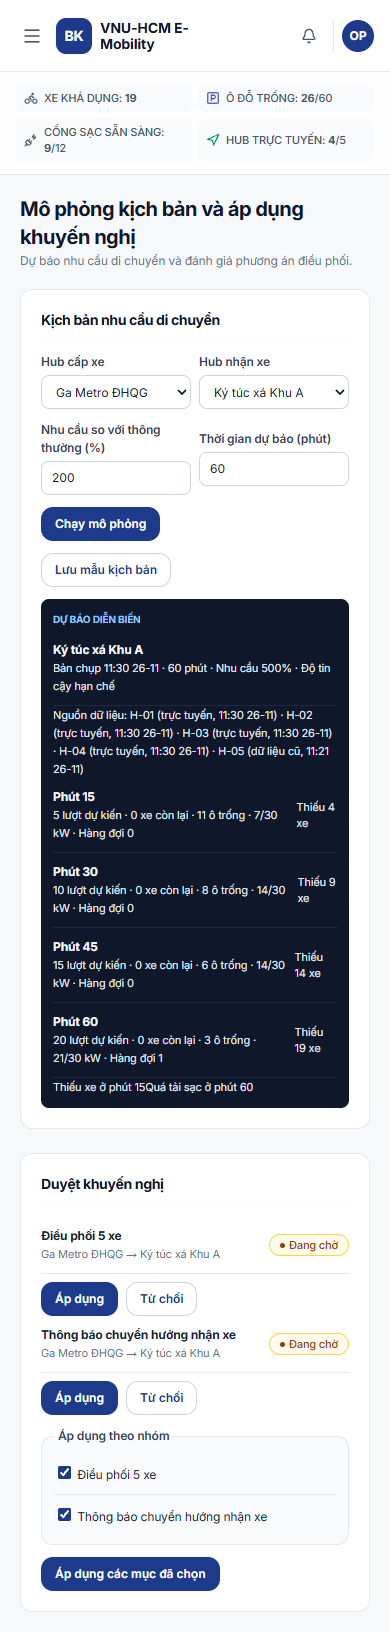 BK
VNU-HCM E-
Mobility
OP
XE KHẢ DỤNG: 19
Ô ĐỖ TRỐNG: 26/60
CỔNG SẠC SẴN SÀNG:
9/12
HUB TRỰC TUYẾN: 4/5
Mô phỏng kịch bản và áp dụng
khuyến nghị
Dự báo nhu cầu di chuyển và đánh giá phương án điều phối.
Kịch bản nhu cầu di chuyển
Hub cấp xe
Hub nhận xe
Ga Metro ĐHQG
Ký túc xá Khu A
Nhu cầu so với thông
thường (%)
Thời gian dự báo (phút)
200
60
Chạy mô phỏng
Lưu mẫu kịch bản
DỰ BÁO DIỄN BIẾN
Ký túc xá Khu A
Bản chụp 11:30 26-11 · 60 phút · Nhu cầu 500% · Độ tin
cậy hạn chế
Nguồn dữ liệu: H-01 (trực tuyến, 11:30 26-11) · H-02
(trực tuyến, 11:30 26-11) · H-03 (trực tuyến, 11:30 26-11)
· H-04 (trực tuyến, 11:30 26-11) · H-05 (dữ liệu cũ, 11:21
26-11)
Phút 15
5 lượt dự kiến · 0 xe còn lại · 11 ô trống · 7/30
kW · Hàng đợi 0
Thiếu 4
xe
Phút 30
10 lượt dự kiến · 0 xe còn lại · 8 ô trống · 14/30
kW · Hàng đợi 0
Thiếu 9
xe
Phút 45
15 lượt dự kiến · 0 xe còn lại · 6 ô trống · 14/30
kW · Hàng đợi 0
Thiếu
14 xe
Phút 60
20 lượt dự kiến · 0 xe còn lại · 3 ô trống ·
21/30 kW · Hàng đợi 1
Thiếu
19 xe
Thiếu xe ở phút 15Quá tải sạc ở phút 60
Duyệt khuyến nghị
Điều phối 5 xe
Ga Metro ĐHQG → Ký túc xá Khu A
Đang chờ
Áp dụng
Từ chối
Thông báo chuyển hướng nhận xe
Ga Metro ĐHQG → Ký túc xá Khu A
Đang chờ
Áp dụng
Từ chối
Áp dụng theo nhóm
Điều phối 5 xe
Thông báo chuyển hướng nhận xe
Áp dụng các mục đã chọn